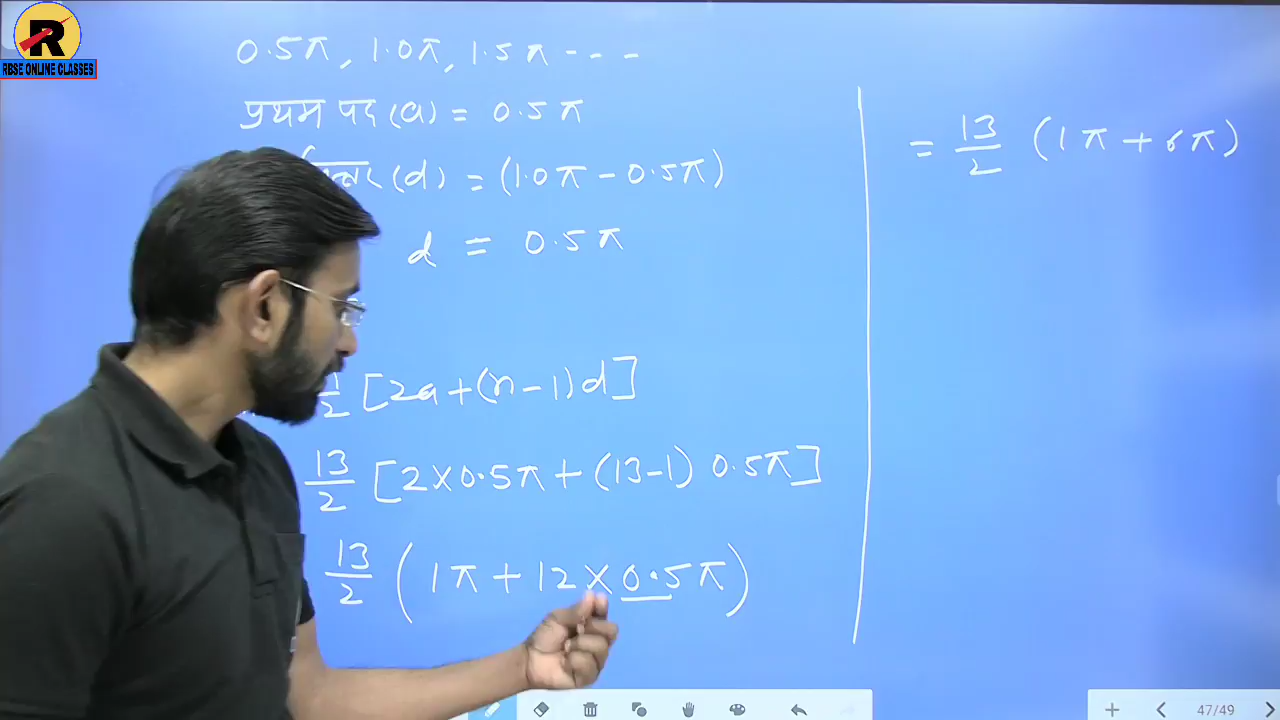 R
RBSE ONLINE CLASSES
0.5π, 1.0π, 1.5π ---
प्रथम पद (a) = 0.5π
(d) = (1.0π - 0.5π)
d = 0.5π
[2a + (n - 1)d]
13/2 [2×0.5π + (13-1) 0.5π]
13/2 (1π + 12×0.5π)
= 13/2 (1π + 6π)
47/49